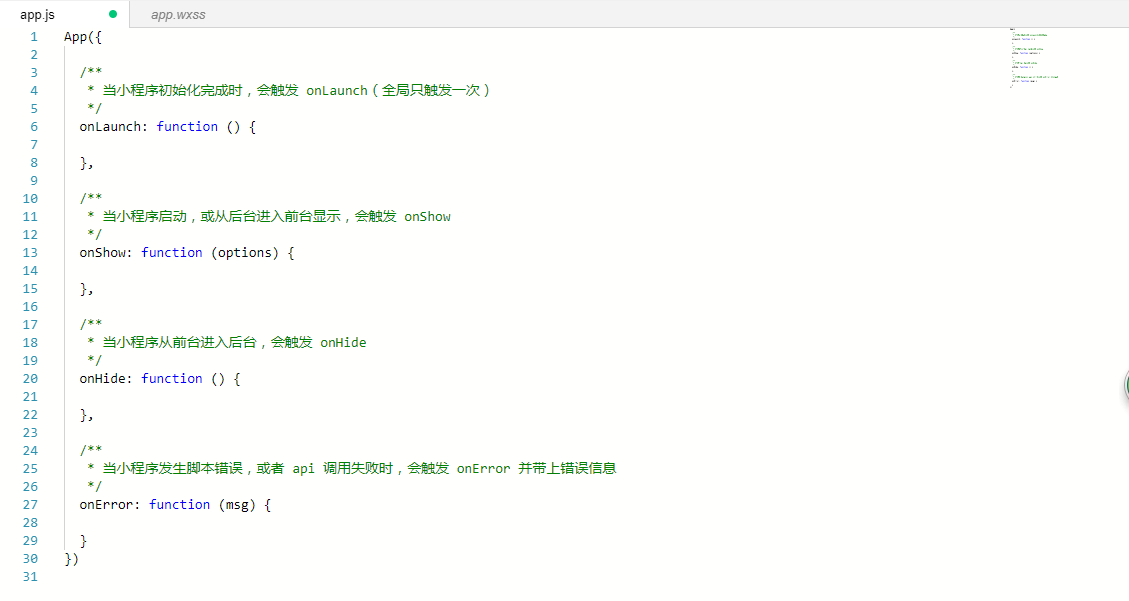 app.js
app.wxss
1 App({
2
3 /**
4 * 当小程序初始化完成时，会触发 onLaunch（全局只触发一次）
5 */
6 onLaunch: function () {
7
8 },
9
10 /**
11 * 当小程序启动，或从后台进入前台显示，会触发 onShow
12 */
13 onShow: function (options) {
14
15 },
16
17 /**
18 * 当小程序从前台进入后台，会触发 onHide
19 */
20 onHide: function () {
21
22 },
23
24 /**
25 * 当小程序发生脚本错误，或者 api 调用失败时，会触发 onError 并带上错误信息
26 */
27 onError: function (msg) {
28
29 }
30 })
31